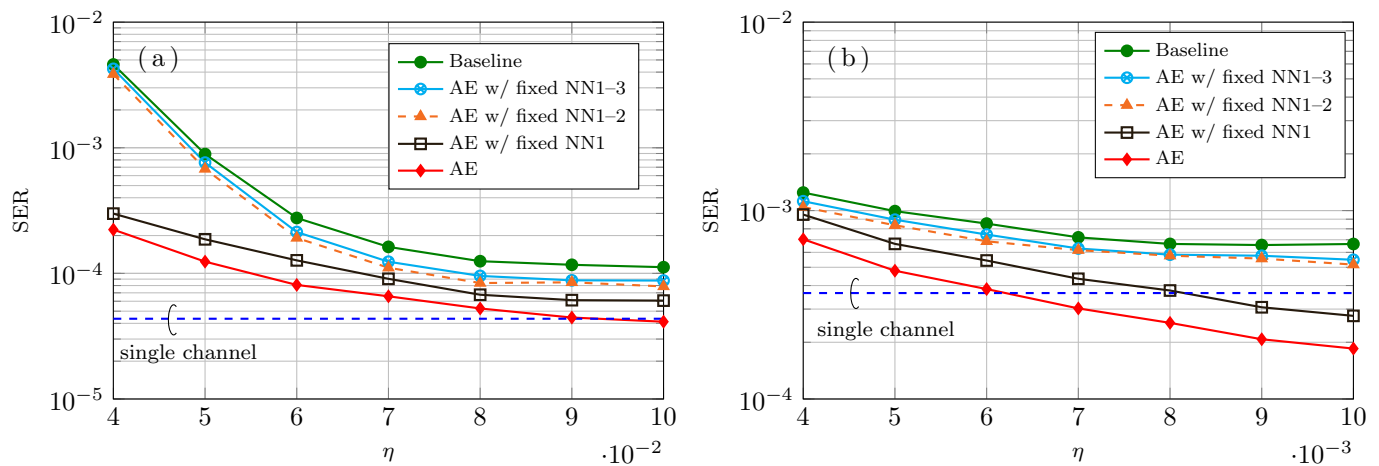 10⁻²
10⁻³
10⁻⁴
10⁻⁵
SER
( a )
Baseline
AE w/ fixed NN1–3
AE w/ fixed NN1–2
AE w/ fixed NN1
AE
single channel
4 5 6 7 8 9 10
η
·10⁻²
10⁻²
10⁻³
10⁻⁴
SER
( b )
Baseline
AE w/ fixed NN1–3
AE w/ fixed NN1–2
AE w/ fixed NN1
AE
single channel
4 5 6 7 8 9 10
η
·10⁻³